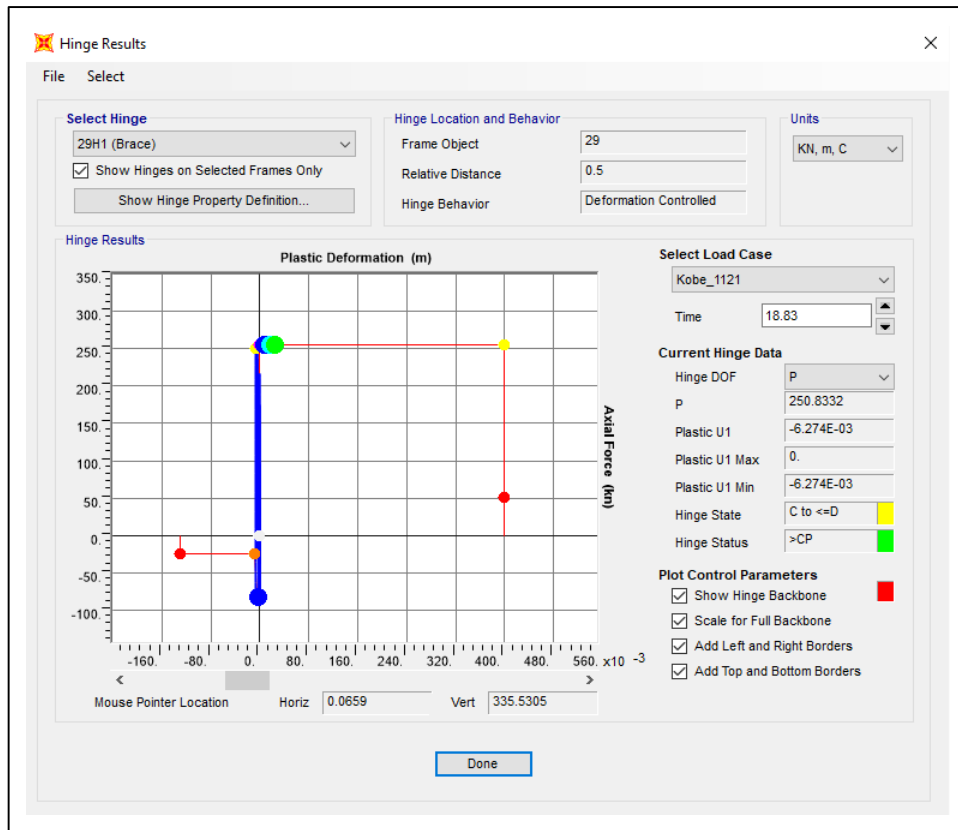 Hinge Results
File Select
Select Hinge
29H1 (Brace)
Show Hinges on Selected Frames Only
Show Hinge Property Definition...
Hinge Location and Behavior
Frame Object 29
Relative Distance 0.5
Hinge Behavior Deformation Controlled
Units
KN, m, C
Hinge Results
Plastic Deformation (m)
350.
300.
250.
200.
150.
100.
50.
0.
-50.
-100.
-160. -80. 0. 80. 160. 240. 320. 400. 480. 560. x10 -3
Axial Force (kn)
Mouse Pointer Location Horiz 0.0659 Vert 335.5305
Select Load Case
Kobe_1121
Time 18.83
Current Hinge Data
Hinge DOF P
P 250.8332
Plastic U1 -6.274E-03
Plastic U1 Max 0.
Plastic U1 Min -6.274E-03
Hinge State C to <=D
Hinge Status >CP
Plot Control Parameters
Show Hinge Backbone
Scale for Full Backbone
Add Left and Right Borders
Add Top and Bottom Borders
Done